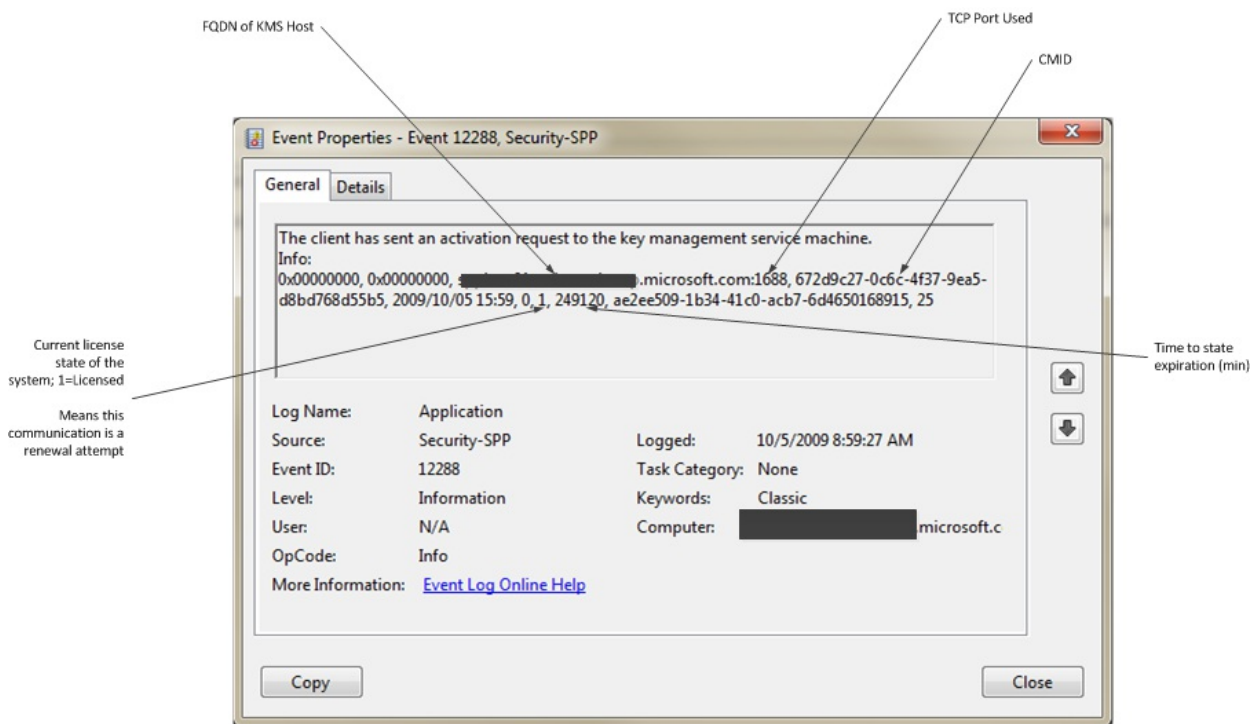 FQDN of KMS Host
TCP Port Used
CMID
Event Properties - Event 12288, Security-SPP
General
Details
The client has sent an activation request to the key management service machine.
Info:
0x00000000, 0x00000000, .microsoft.com:1688, 672d9c27-0c6c-4f37-9ea5-
d8bd768d55b5, 2009/10/05 15:59, 0, 1, 249120, ae2ee509-1b34-41c0-acb7-6d4650168915, 25
Current license
state of the
system; 1=Licensed
Means this
communication is a
renewal attempt
Time to state
expiration (min)
Log Name: Application
Source: Security-SPP Logged: 10/5/2009 8:59:27 AM
Event ID: 12288 Task Category: None
Level: Information Keywords: Classic
User: N/A Computer: .microsoft.c
OpCode: Info
More Information: Event Log Online Help
Copy
Close